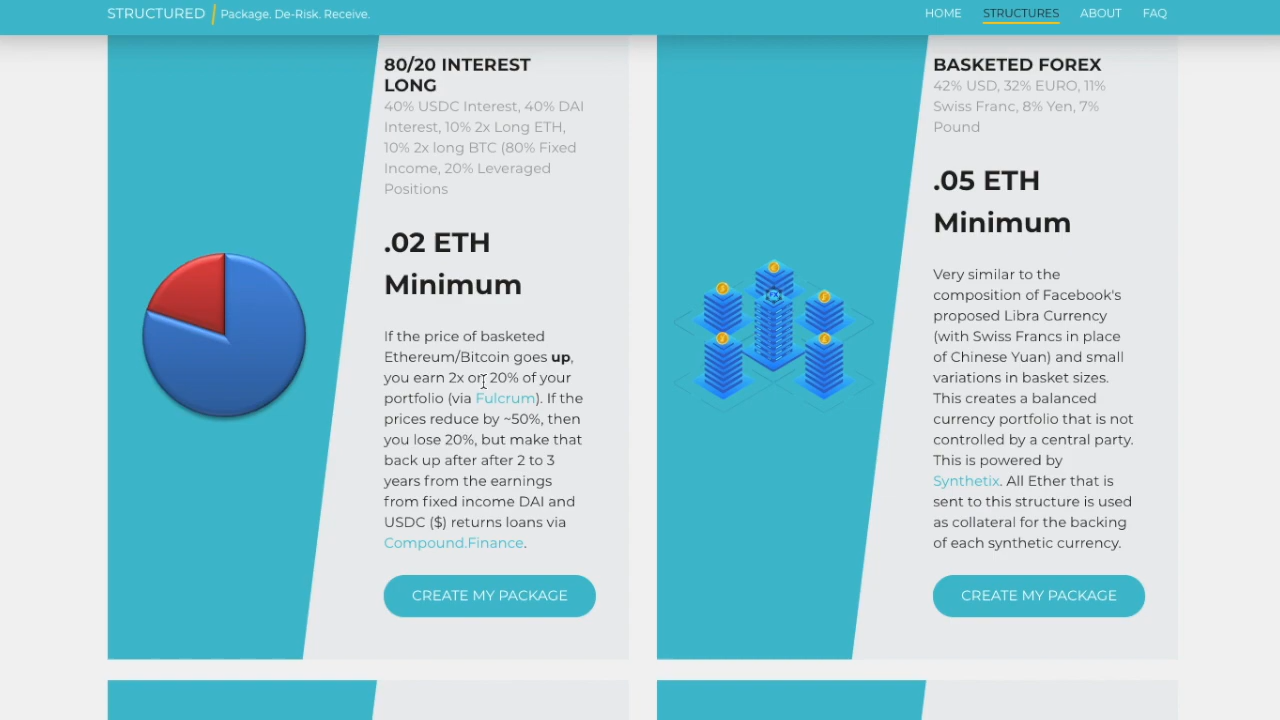 STRUCTURED Package. De-Risk. Receive.
HOME STRUCTURES ABOUT FAQ
80/20 INTEREST
LONG
40% USDC Interest, 40% DAI
Interest, 10% 2x Long ETH,
10% 2x long BTC (80% Fixed
Income, 20% Leveraged
Positions
.02 ETH
Minimum
If the price of basketed
Ethereum/Bitcoin goes up,
you earn 2x on 20% of your
portfolio (via Fulcrum). If the
prices reduce by ~50%, then
you lose 20%, but make that
back up after after 2 to 3
years from the earnings
from fixed income DAI and
USDC ($) returns loans via
Compound.Finance.
CREATE MY PACKAGE
BASKETED FOREX
42% USD, 32% EURO, 11%
Swiss Franc, 8% Yen, 7%
Pound
.05 ETH
Minimum
Very similar to the
composition of Facebook's
proposed Libra Currency
(with Swiss Francs in place
of Chinese Yuan) and small
variations in basket sizes.
This creates a balanced
currency portfolio that is not
controlled by a central party.
This is powered by
Synthetix. All Ether that is
sent to this structure is used
as collateral for the backing
of each synthetic currency.
CREATE MY PACKAGE